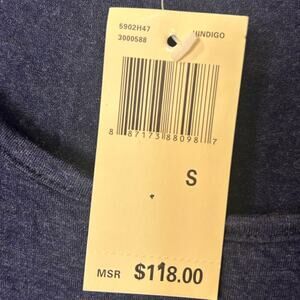 5902H47
3000588
INDIGO
8 87173 88098 7
S
MSR $118.00